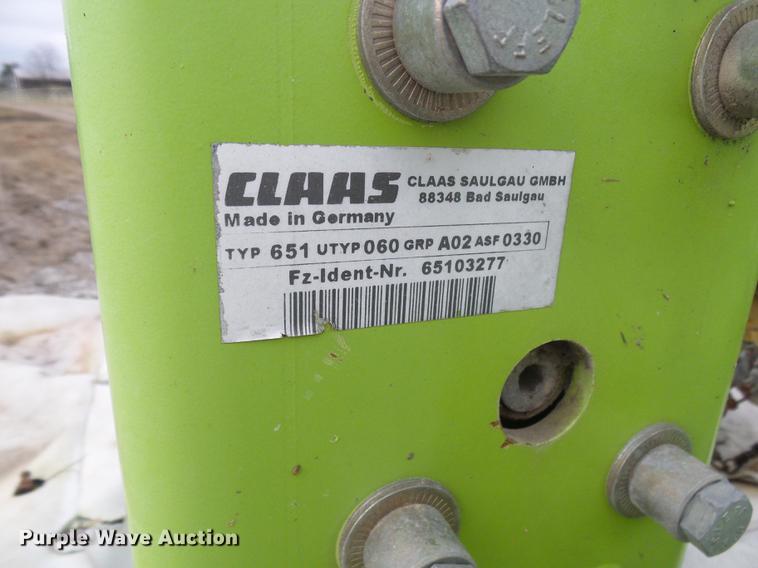 CLAAS
CLAAS SAULGAU GMBH
88348 Bad Saulgau
Made in Germany
TYP 651 UTYP 060 GRP A02 ASF 0330
Fz-Ident-Nr. 65103277
Purple Wave Auction